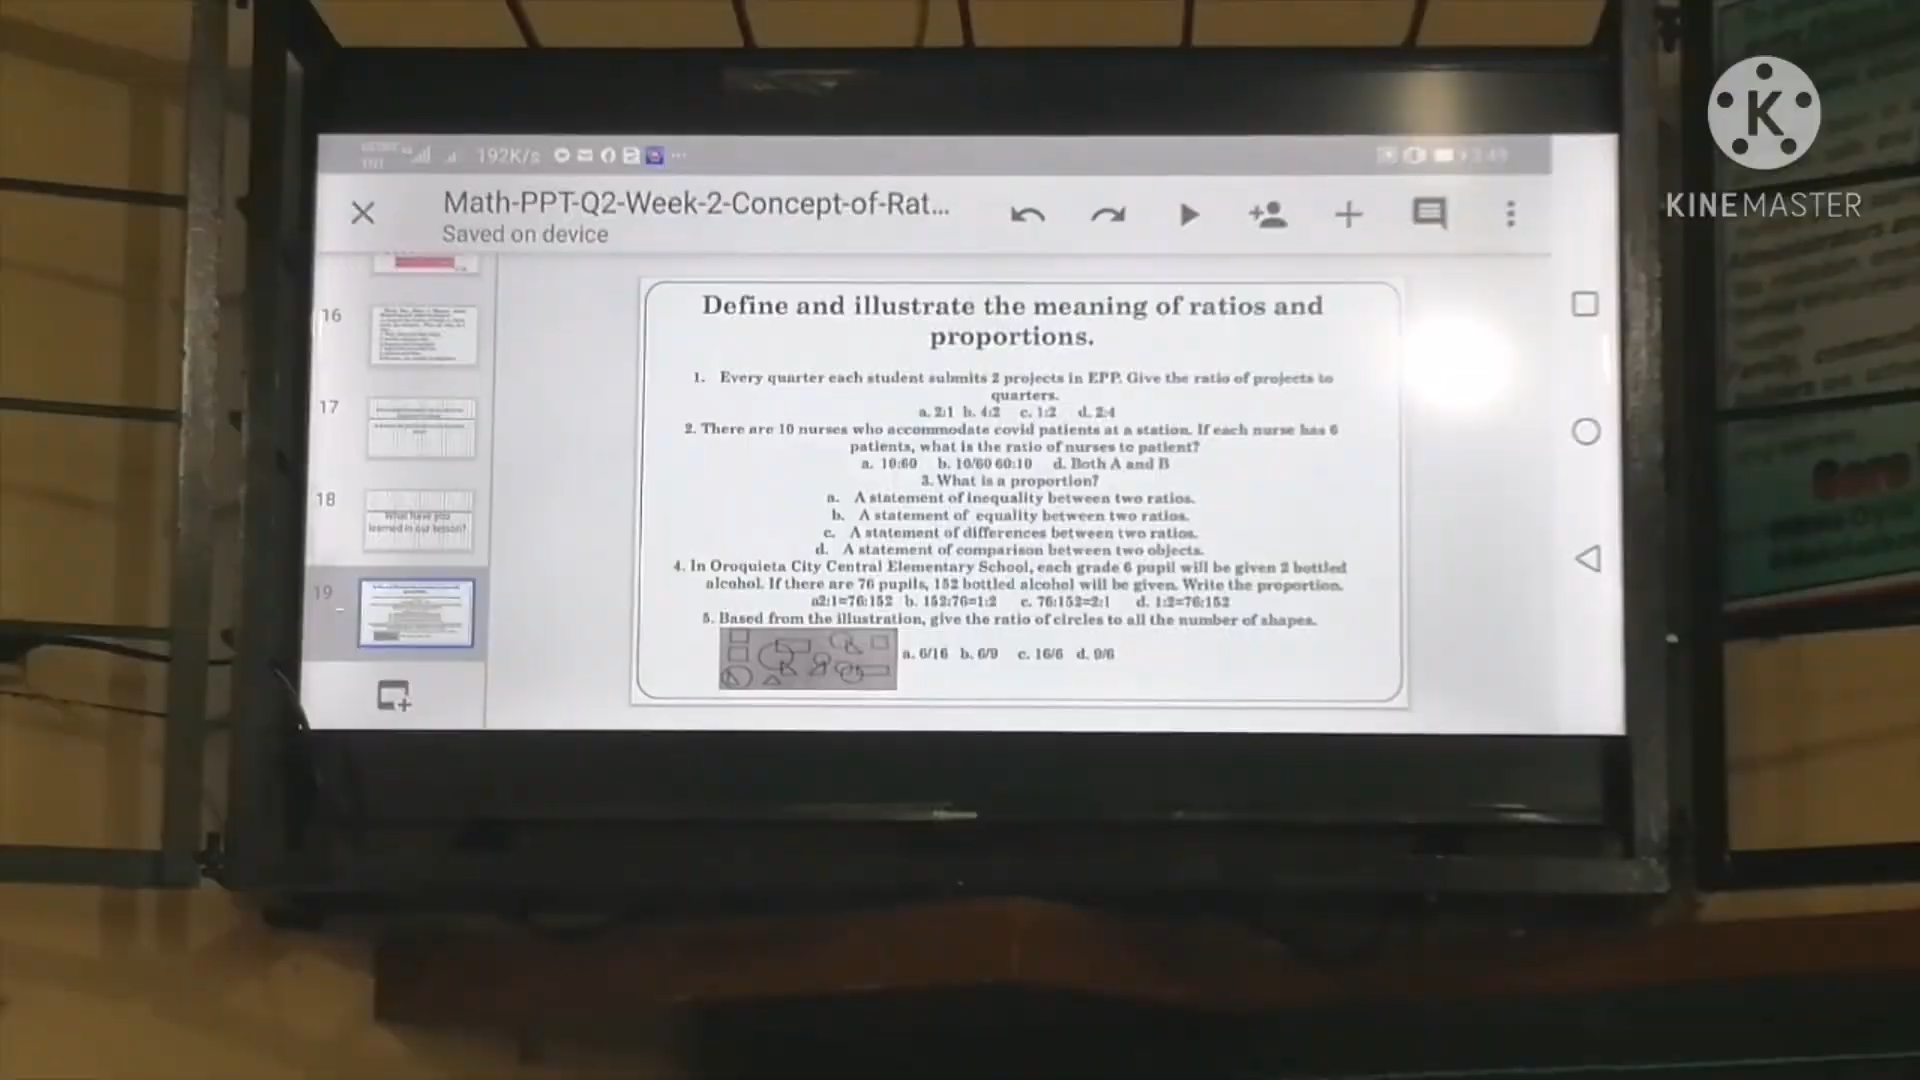 192K/s
Math-PPT-Q2-Week-2-Concept-of-Rat...
Saved on device
16
17
18
What have you
learned in our lesson?
19
Define and illustrate the meaning of ratios and
proportions.
1. Every quarter each student submits 2 projects in EPP. Give the ratio of projects to
quarters.
a. 2:1 b. 4:2 c. 1:2 d. 2:4
2. There are 10 nurses who accommodate covid patients at a station. If each nurse has 6
patients, what is the ratio of nurses to patient?
a. 10:60 b. 10/60 60:10 d. Both A and B
3. What is a proportion?
a. A statement of inequality between two ratios.
b. A statement of equality between two ratios.
c. A statement of differences between two ratios.
d. A statement of comparison between two objects.
4. In Oroquieta City Central Elementary School, each grade 6 pupil will be given 2 bottled
alcohol. If there are 76 pupils, 152 bottled alcohol will be given. Write the proportion.
a2:1=76:152 b. 152:76=1:2 c. 76:152=2:1 d. 1:2=76:152
5. Based from the illustration, give the ratio of circles to all the number of shapes.
a. 6/16 b. 6/9 c. 16/6 d. 9/6
K
KINEMASTER